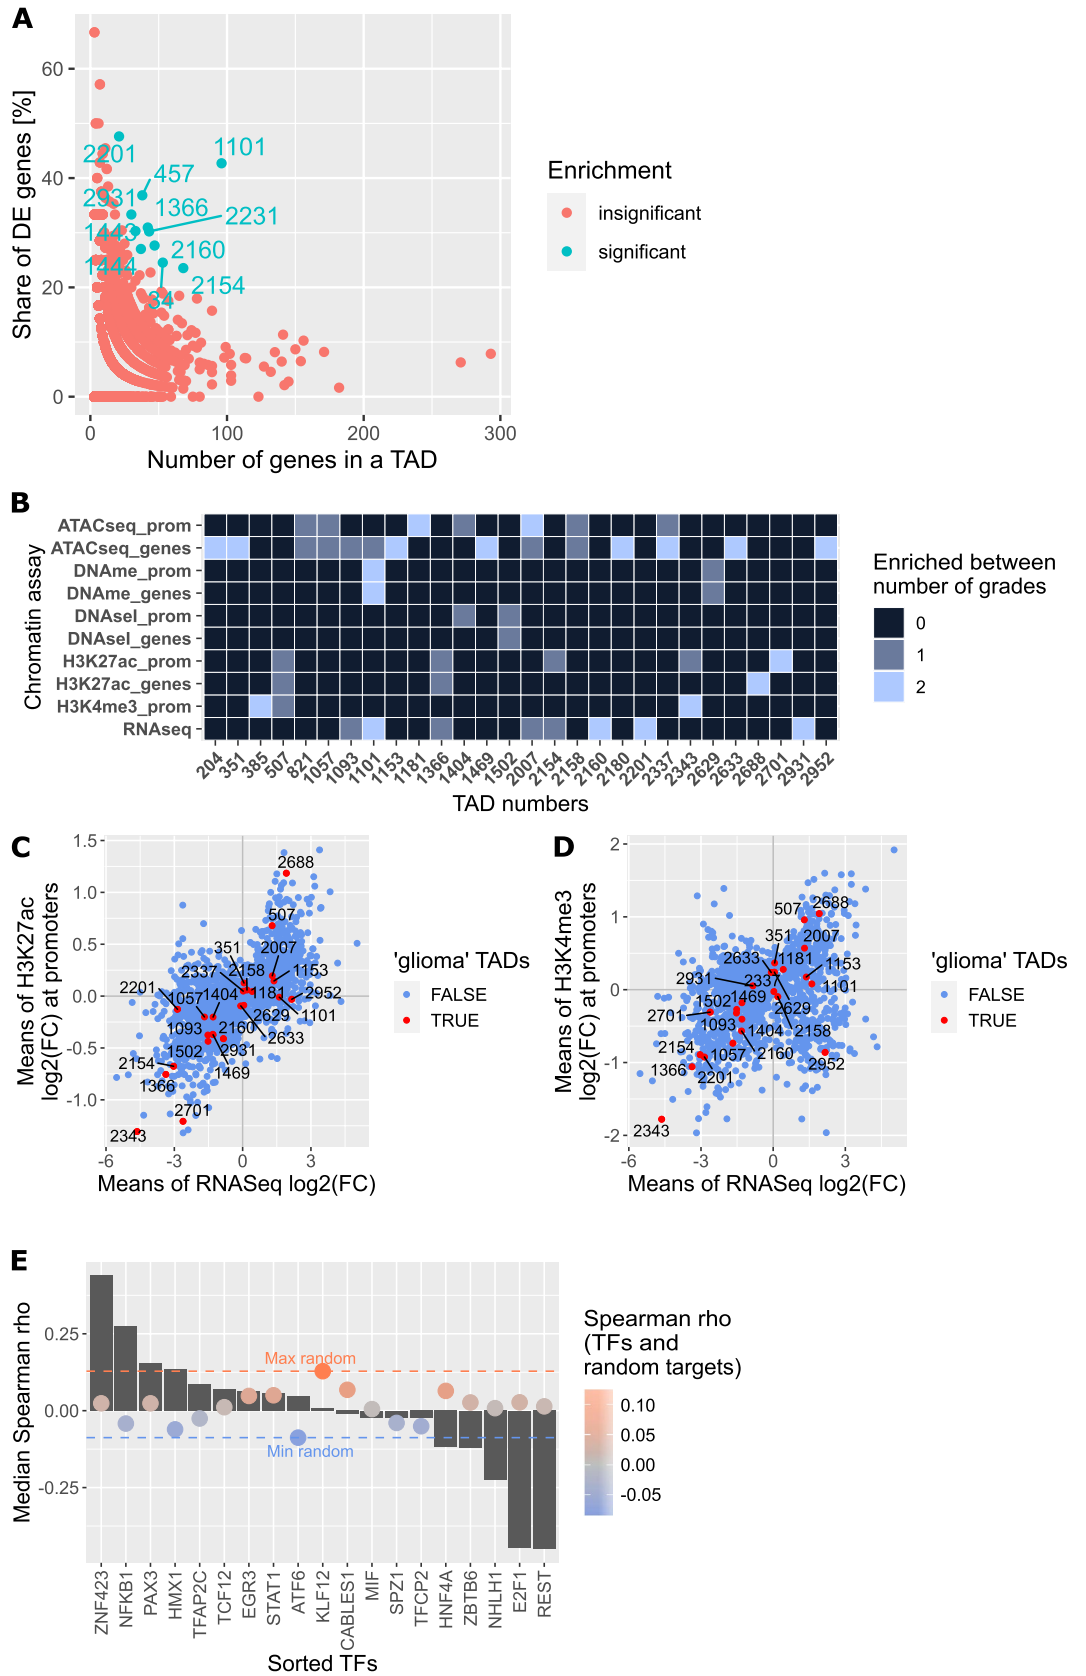 A
Share of DE genes [%]
60
40
20
0
0
100
200
300
Number of genes in a TAD
2201
1101
457
2931
1366
2231
1443
2160
1444
2154
34
Enrichment
insignificant
significant
B
Chromatin assay
ATACseq_prom
ATACseq_genes
DNAme_prom
DNAme_genes
DNAseI_prom
DNAseI_genes
H3K27ac_prom
H3K27ac_genes
H3K4me3_prom
RNAseq
204
351
385
507
821
1057
1093
1101
1153
1181
1366
1404
1469
1502
2007
2154
2158
2160
2180
2201
2337
2343
2629
2633
2688
2701
2931
2952
TAD numbers
Enriched between
number of grades
0
1
2
C
Means of H3K27ac
log2(FC) at promoters
1.5
1.0
0.5
0.0
-0.5
-1.0
-6
-3
0
3
Means of RNASeq log2(FC)
2688
507
351
2007
2337
2158
1153
2201
1057
1404
1181
2952
1101
1093
2160
2629
2633
1502
2931
2154
1469
1366
2701
2343
'glioma' TADs
FALSE
TRUE
D
Means of H3K4me3
log2(FC) at promoters
2
1
0
-1
-2
-6
-3
0
3
Means of RNASeq log2(FC)
507
2688
351
2007
2633
1181
1153
2931
2337
1101
1502
1469
2629
2701
1093
1404
2158
2154
1057
2160
2952
1366
2201
2343
'glioma' TADs
FALSE
TRUE
E
Median Spearman rho
0.25
0.00
-0.25
Max random
Min random
ZNF423
NFKB1
PAX3
HMX1
TFAP2C
TCF12
EGR3
STAT1
ATF6
KLF12
CABLES1
MIF
SPZ1
TFCP2
HNF4A
ZBTB6
NHLH1
E2F1
REST
Sorted TFs
Spearman rho
(TFs and
random targets)
0.10
0.05
0.00
-0.05